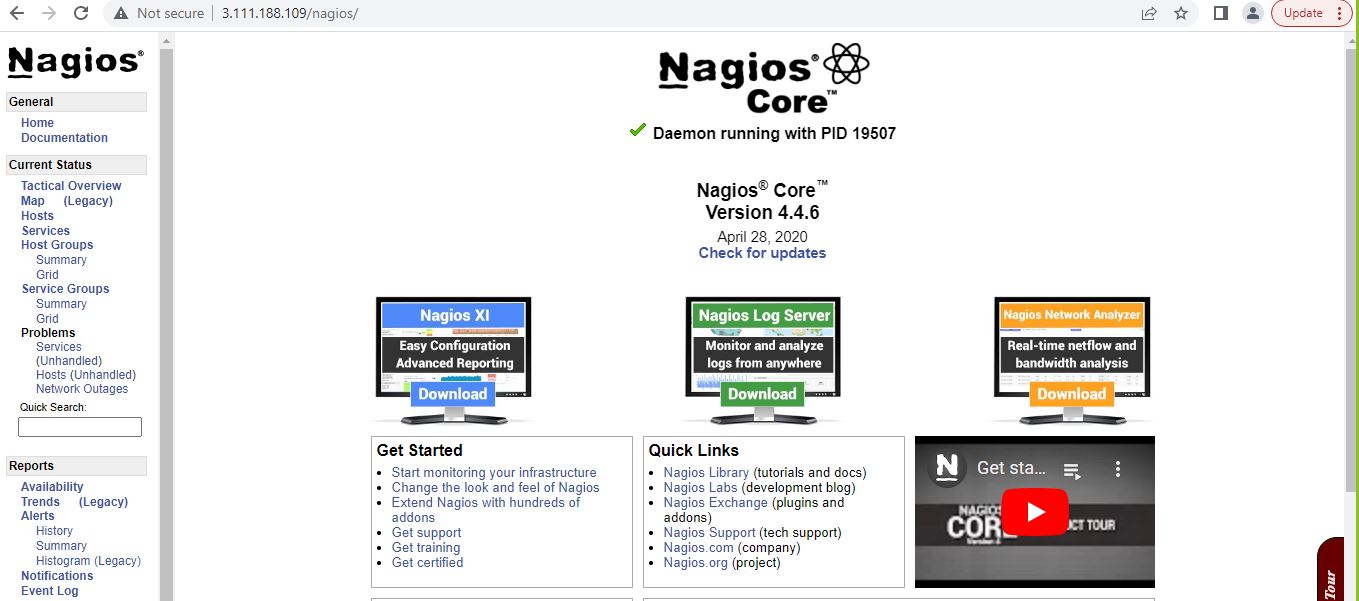 Not secure | 3.111.188.109/nagios/
Update
Nagios®
General
Home
Documentation
Current Status
Tactical Overview
Map (Legacy)
Hosts
Services
Host Groups
Summary
Grid
Service Groups
Summary
Grid
Problems
Services
(Unhandled)
Hosts (Unhandled)
Network Outages
Quick Search:
Reports
Availability
Trends (Legacy)
Alerts
History
Summary
Histogram (Legacy)
Notifications
Event Log
Nagios®
Core™
Daemon running with PID 19507
Nagios® Core™
Version 4.4.6
April 28, 2020
Check for updates
Nagios XI
Easy Configuration
Advanced Reporting
Download
Nagios Log Server
Monitor and analyze
logs from anywhere
Download
Nagios Network Analyzer
Real-time netflow and
bandwidth analysis
Download
Get Started
• Start monitoring your infrastructure
• Change the look and feel of Nagios
• Extend Nagios with hundreds of
addons
• Get support
• Get training
• Get certified
Quick Links
• Nagios Library (tutorials and docs)
• Nagios Labs (development blog)
• Nagios Exchange (plugins and
addons)
• Nagios Support (tech support)
• Nagios.com (company)
• Nagios.org (project)
N
Get sta...
NAGIOS
CORE
UCT TOUR
Tour